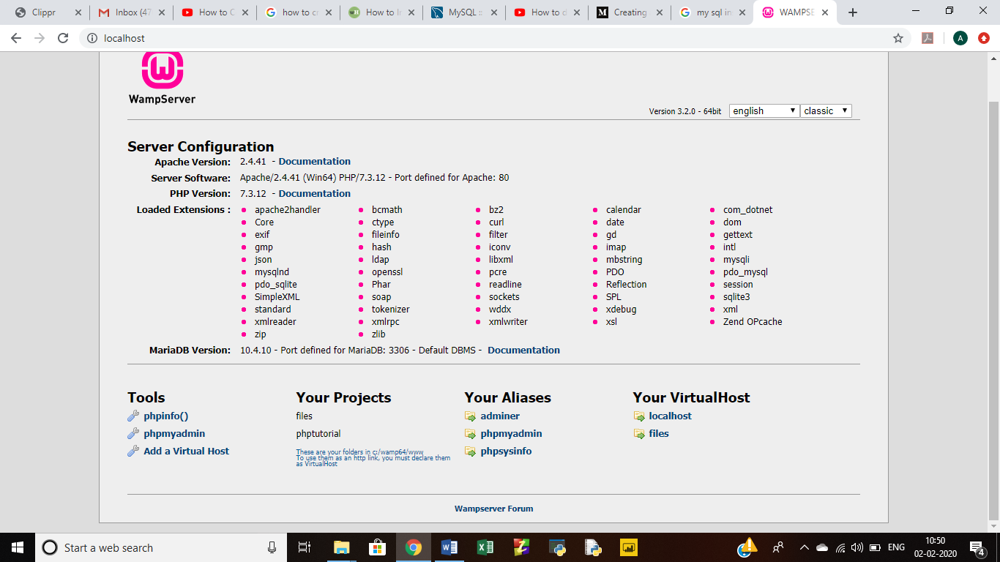 Clippr
Inbox (47
How to C
how to cr
How to In
MySQL ::
How to d
Creating
my sql in
WAMPSE
localhost
A
WampServer
Version 3.2.0 - 64bit english classic
Server Configuration
Apache Version: 2.4.41 - Documentation
Server Software: Apache/2.4.41 (Win64) PHP/7.3.12 - Port defined for Apache: 80
PHP Version: 7.3.12 - Documentation
Loaded Extensions : apache2handler bcmath bz2 calendar com_dotnet
Core ctype curl date dom
exif fileinfo filter gd gettext
gmp hash iconv imap intl
json ldap libxml mbstring mysqli
mysqlnd openssl pcre PDO pdo_mysql
pdo_sqlite Phar readline Reflection session
SimpleXML soap sockets SPL sqlite3
standard tokenizer wddx xdebug xml
xmlreader xmlrpc xmlwriter xsl Zend OPcache
zip zlib
MariaDB Version: 10.4.10 - Port defined for MariaDB: 3306 - Default DBMS - Documentation
Tools
phpinfo()
phpmyadmin
Add a Virtual Host
Your Projects
files
phptutorial
These are your folders in c:/wamp64/www
To use them as an http link, you must declare them
as VirtualHost
Your Aliases
adminer
phpmyadmin
phpsysinfo
Your VirtualHost
localhost
files
Wampserver Forum
Start a web search
ENG
10:50
02-02-2020
4